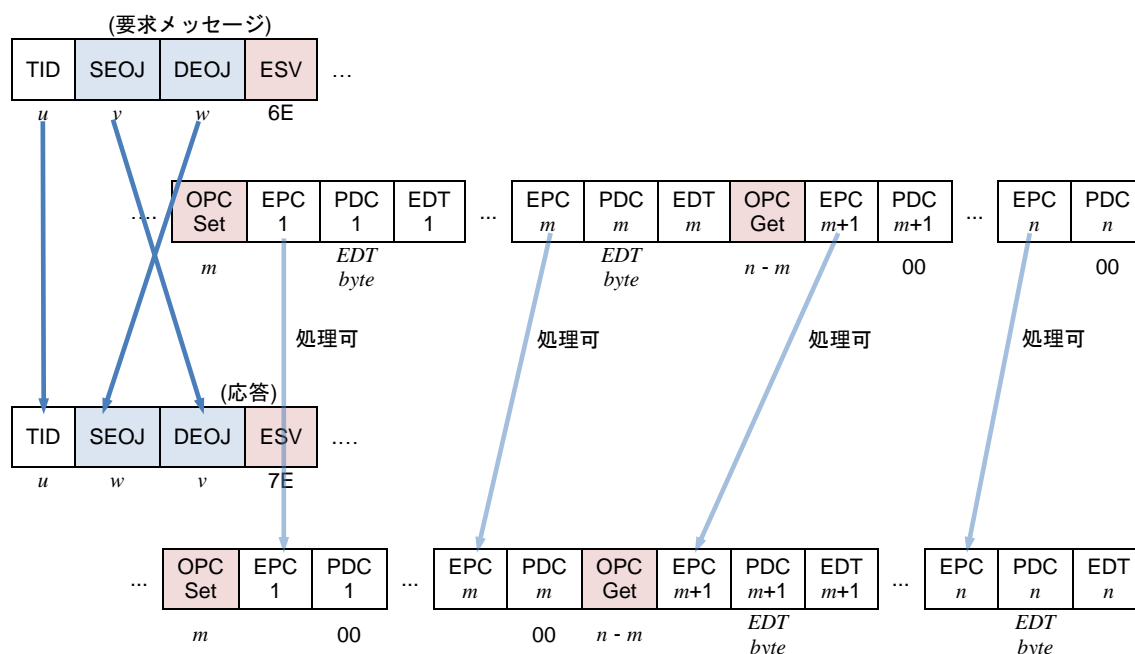 (要求メッセージ)
TID SEOJ DEOJ ESV …
u v w 6E
…. OPC Set EPC 1 PDC 1 EDT 1 ... EPC m PDC m EDT m OPC Get EPC m+1 PDC m+1 ... EPC n PDC n
m EDT byte EDT byte n - m 00 00
処理可 処理可 処理可 処理可
(応答)
TID SEOJ DEOJ ESV ….
u w v 7E
... OPC Set EPC 1 PDC 1 ... EPC m PDC m OPC Get EPC m+1 PDC m+1 EDT m+1 ... EPC n PDC n EDT n
m 00 00 n - m EDT byte EDT byte